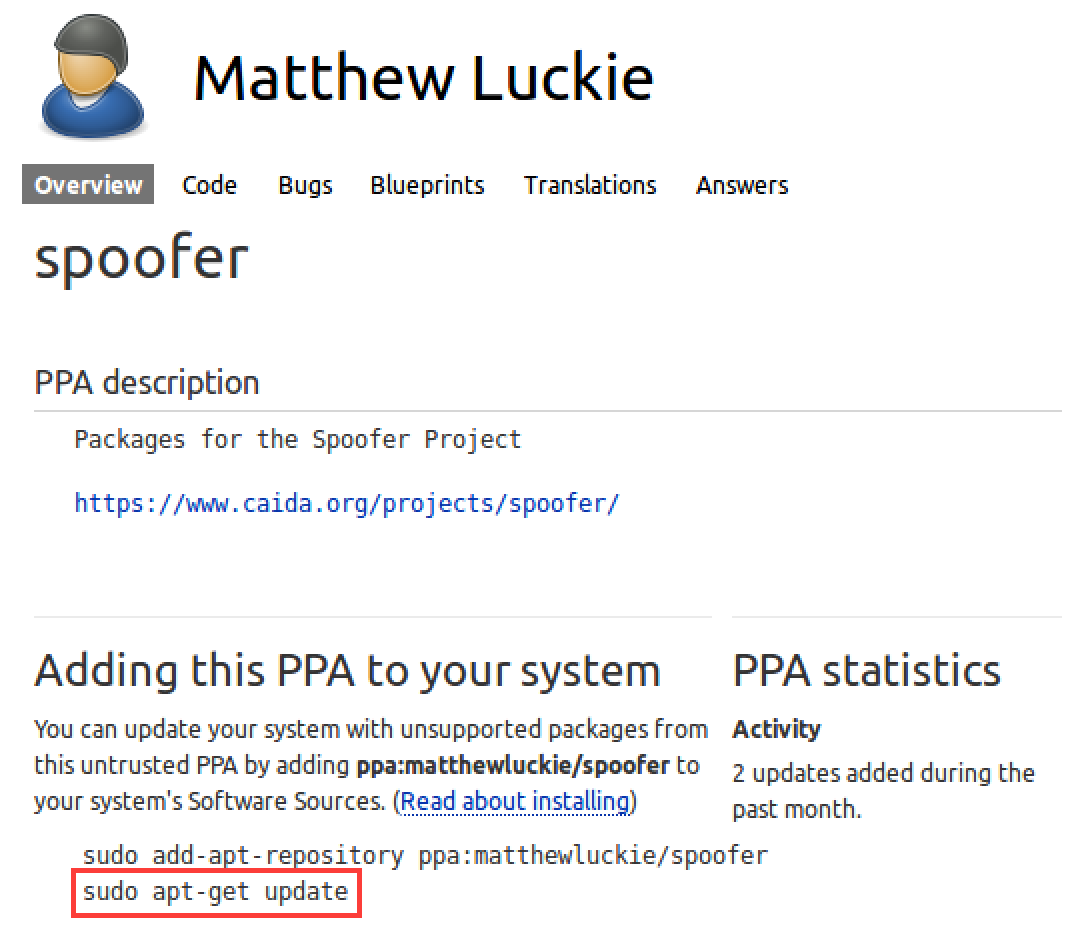 Matthew Luckie
Overview Code Bugs Blueprints Translations Answers
spoofer
PPA description
Packages for the Spoofer Project
https://www.caida.org/projects/spoofer/
Adding this PPA to your system
You can update your system with unsupported packages from
this untrusted PPA by adding ppa:matthewluckie/spoofer to
your system's Software Sources. (Read about installing)
sudo add-apt-repository ppa:matthewluckie/spoofer
sudo apt-get update
PPA statistics
Activity
2 updates added during the
past month.